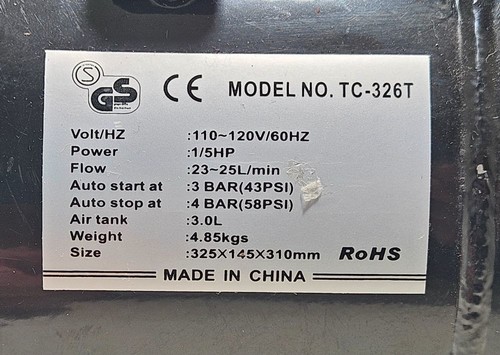 S
GS
CE MODEL NO. TC-326T
Volt/HZ :110~120V/60HZ
Power :1/5HP
Flow :23~25L/min
Auto start at :3 BAR(43PSI)
Auto stop at :4 BAR(58PSI)
Air tank :3.0L
Weight :4.85kgs
Size :325X145X310mm RoHS
MADE IN CHINA